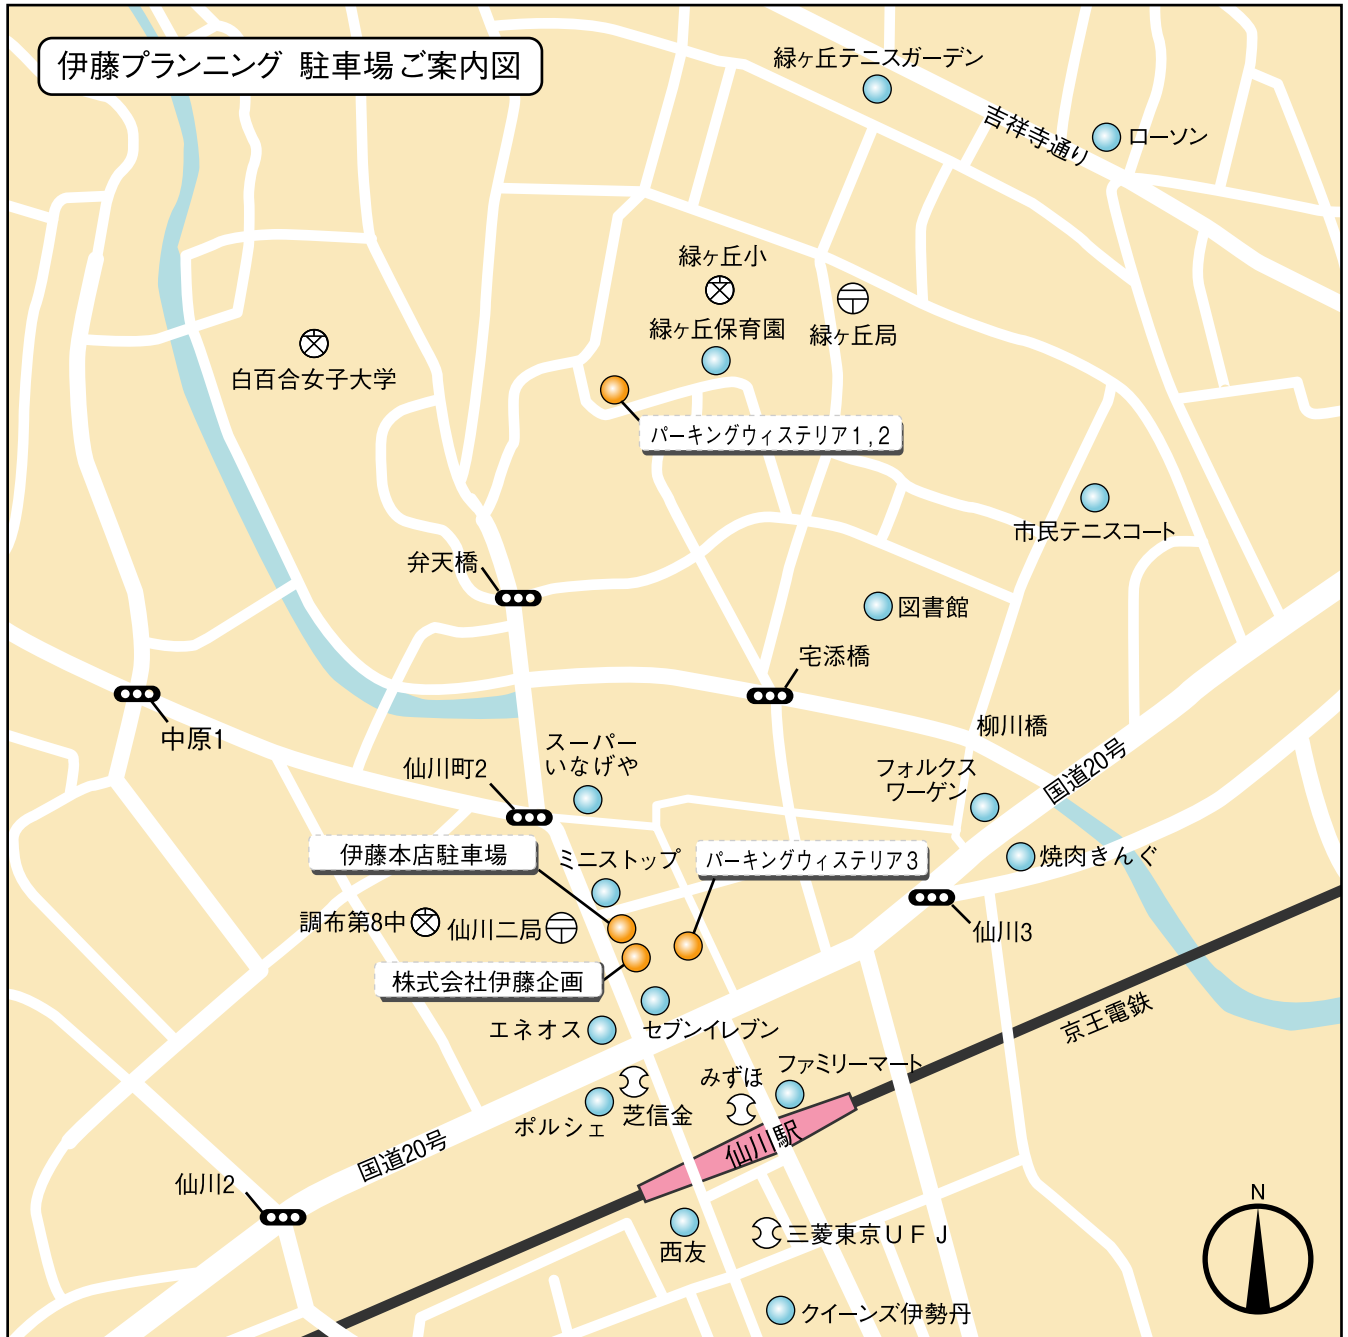 伊藤プランニング 駐車場ご案内図
緑ヶ丘テニスガーデン
吉祥寺通り
ローソン
緑ヶ丘小
緑ヶ丘保育園
緑ヶ丘局
白百合女子大学
パーキングウィステリア1,2
市民テニスコート
弁天橋
図書館
宅添橋
中原1
柳川橋
スーパー
いなげや
仙川町2
フォルクス
ワーゲン
国道20号
伊藤本店駐車場
ミニストップ
パーキングウィステリア3
焼肉きんぐ
調布第8中
仙川二局
仙川3
株式会社伊藤企画
エネオス
セブンイレブン
京王電鉄
みずほ
ファミリーマート
ポルシェ
芝信金
仙川駅
国道20号
仙川2
N
西友
三菱東京UFJ
クイーンズ伊勢丹